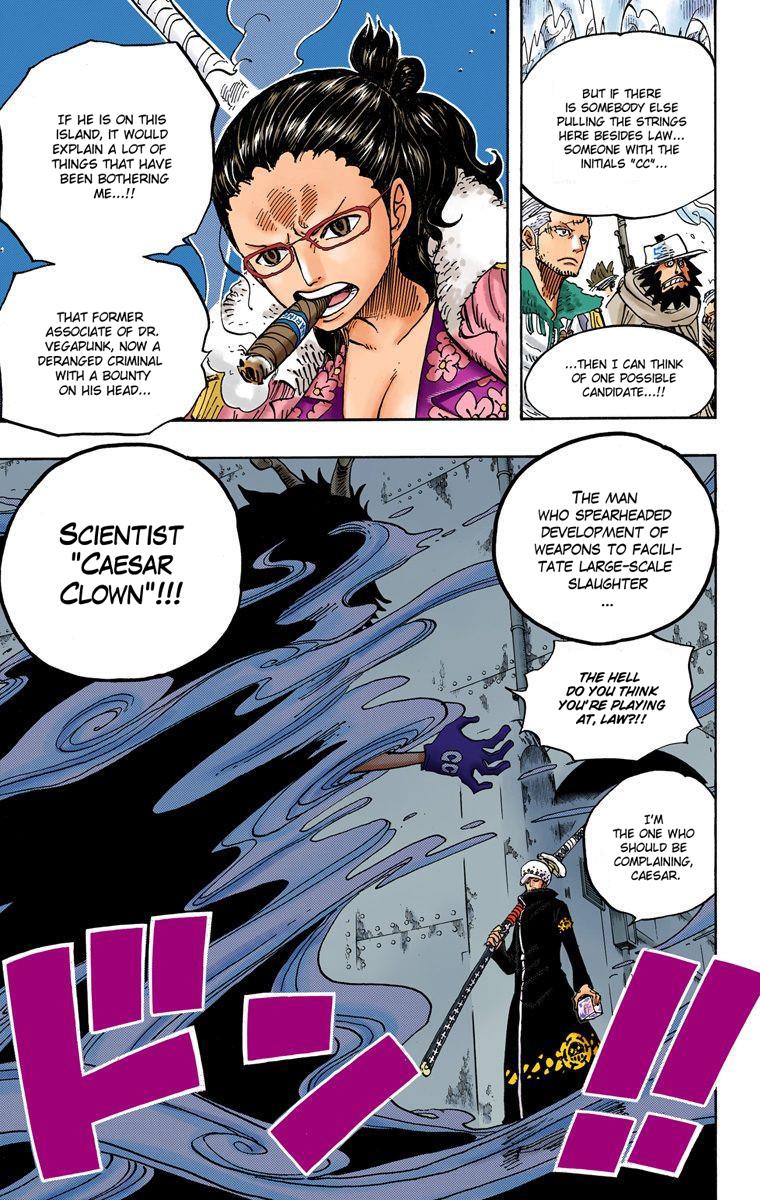 BUT IF THERE
IS SOMEBODY ELSE
PULLING THE STRINGS
HERE BESIDES LAW...
SOMEONE WITH THE
INITIALS "CC"...
...THEN I CAN THINK
OF ONE POSSIBLE
CANDIDATE...!!
IF HE IS ON THIS
ISLAND, IT WOULD
EXPLAIN A LOT OF
THINGS THAT HAVE
BEEN BOTHERING
ME...!!
THAT FORMER
ASSOCIATE OF DR.
VEGAPUNK, NOW A
DERANGED CRIMINAL
WITH A BOUNTY
ON HIS HEAD...
THE MAN
WHO SPEARHEADED
DEVELOPMENT OF
WEAPONS TO FACILI-
TATE LARGE-SCALE
SLAUGHTER
...
SCIENTIST
"CAESAR
CLOWN"!!!
THE HELL
DO YOU THINK
YOU'RE PLAYING
AT, LAW?!!
CC
I'M
THE ONE WHO
SHOULD BE
COMPLAINING,
CAESAR.
ドン!!